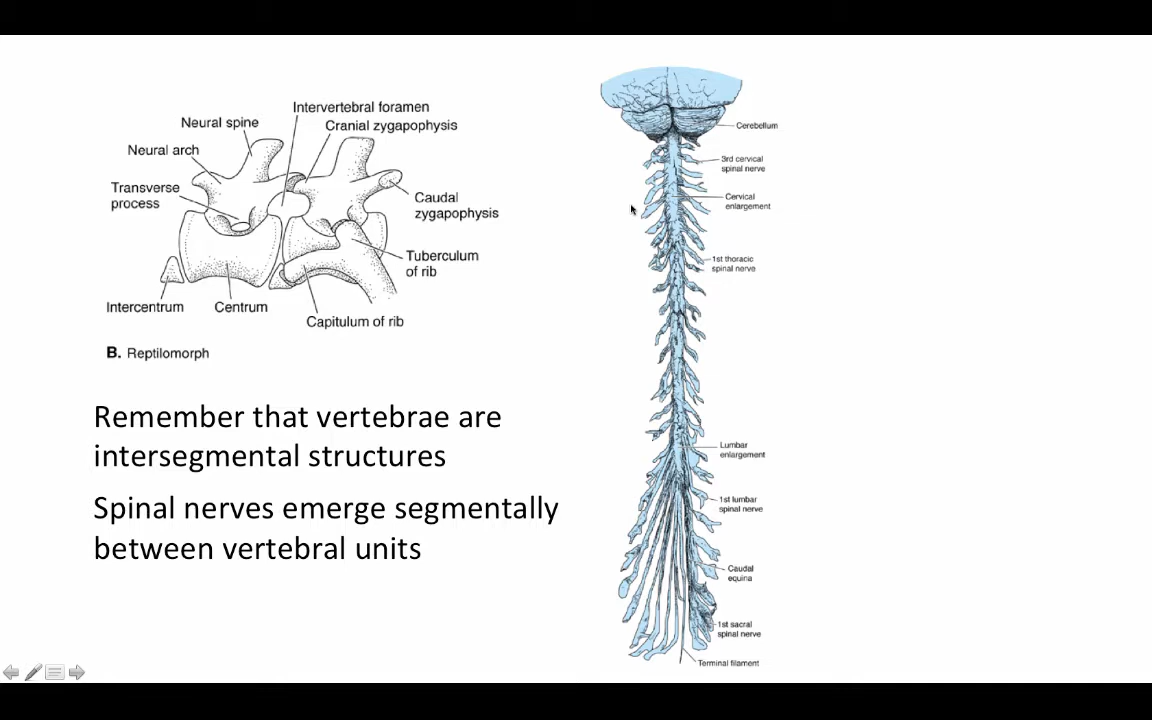 Intervertebral foramen
Neural spine
Cranial zygapophysis
Neural arch
Transverse
process
Caudal
zygapophysis
Tuberculum
of rib
Intercentrum
Centrum
Capitulum of rib
B. Reptilomorph
Remember that vertebrae are
intersegmental structures
Spinal nerves emerge segmentally
between vertebral units
Cerebellum
3rd cervical
spinal nerve
Cervical
enlargement
1st thoracic
spinal nerve
Lumbar
enlargement
1st lumbar
spinal nerve
Caudal
equina
1st sacral
spinal nerve
Terminal filament